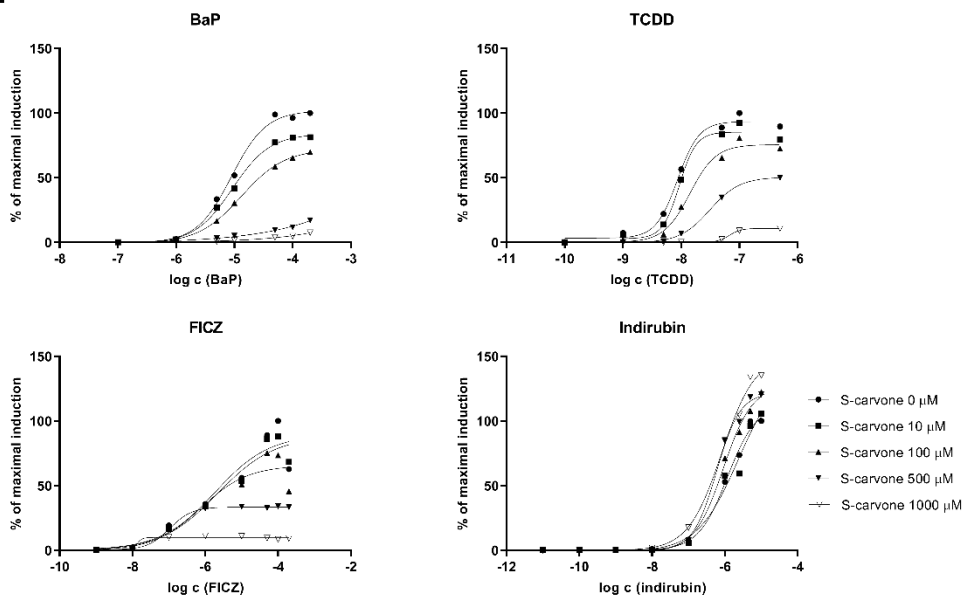 BaP
150
100
50
0
% of maximal induction
-8 -7 -6 -5 -4 -3
log c (BaP)
TCDD
150
100
50
0
% of maximal induction
-11 -10 -9 -8 -7 -6
log c (TCDD)
FICZ
150
100
50
0
% of maximal induction
-10 -8 -6 -4 -2
log c (FICZ)
Indirubin
150
100
50
0
% of maximal induction
-12 -10 -8 -6 -4
log c (indirubin)
S-carvone 0 μM
S-carvone 10 μM
S-carvone 100 μM
S-carvone 500 μM
S-carvone 1000 μM